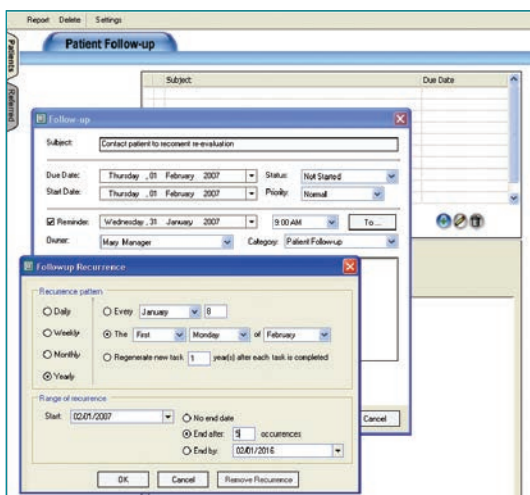 Report Delete Settings
Patients
Patient Follow-up
Referred
Subject Due Date
Follow-up
Subject: Contact patient to recoment re-evaluation
Due Date: Thursday , 01 February 2007 Status: Not Started
Start Date: Thursday , 01 February 2007 Priority: Normal
Reminder: Wednesday , 31 January 2007 9:00 AM To ...
Owner: Mary Manager Category: Patient Follow-up
Followup Recurrence
Recurrence pattern
Daily Every January 8
Weekly The First Monday of February
Monthly Regenerate new task 1 year(s) after each task is completed
Yearly
Range of recurrence
Start: 02/01/2007 No end date
End after: 5 occurrences Cancel
End by: 02/01/2016
OK Cancel Remove Recurrence